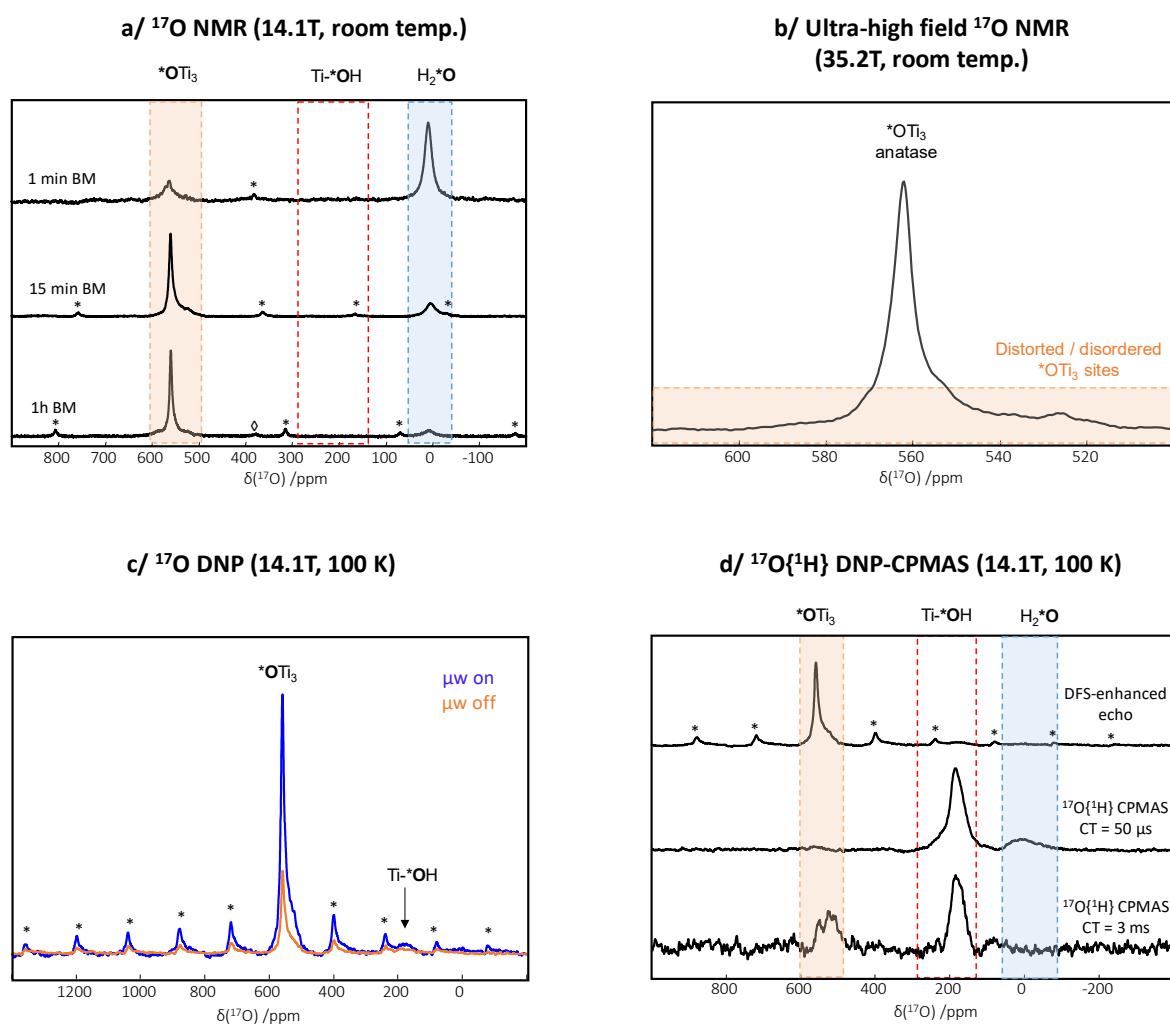 a/ ¹⁷O NMR (14.1T, room temp.)
*OTi₃
Ti-*OH
H₂*O
1 min BM
*
15 min BM
* * * *
1h BM
* ◊ * * *
800 700 600 500 400 300 200 100 0 -100
δ(¹⁷O) /ppm
b/ Ultra-high field ¹⁷O NMR
(35.2T, room temp.)
*OTi₃
anatase
Distorted / disordered
*OTi₃ sites
600 580 560 540 520
δ(¹⁷O) /ppm
c/ ¹⁷O DNP (14.1T, 100 K)
*OTi₃
µw on
µw off
Ti-*OH
* * * * * * * * *
1200 1000 800 600 400 200 0
δ(¹⁷O) /ppm
d/ ¹⁷O{¹H} DNP-CPMAS (14.1T, 100 K)
*OTi₃ Ti-*OH H₂*O
DFS-enhanced
echo
* * * * * * *
¹⁷O{¹H} CPMAS
CT = 50 µs
¹⁷O{¹H} CPMAS
CT = 3 ms
800 600 400 200 0 -200
δ(¹⁷O) /ppm